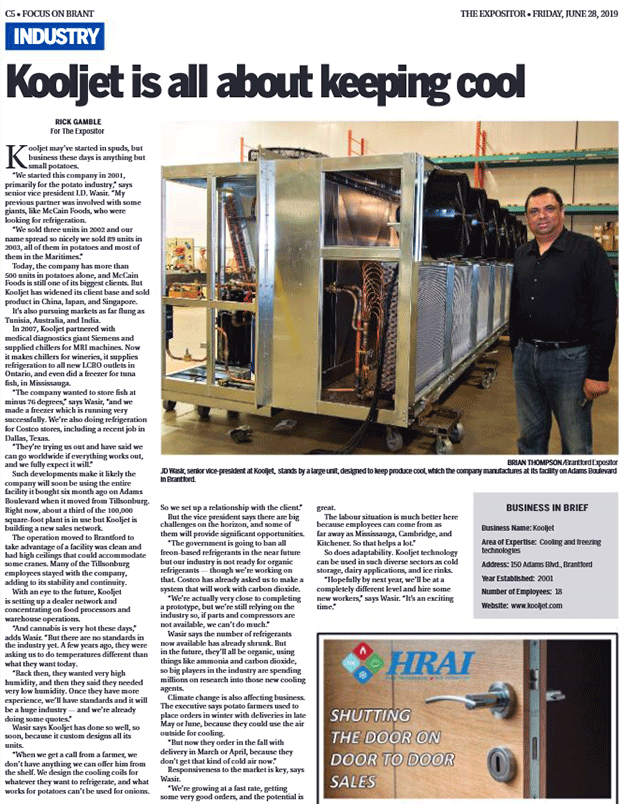 C5 • FOCUS ON BRANT
THE EXPOSITOR • FRIDAY, JUNE 28, 2019
INDUSTRY
Kooljet is all about keeping cool
RICK GAMBLE
For The Expositor
Kooljet may've started in spuds, but
business these days is anything but
small potatoes.
"We started this company in 2001,
primarily for the potato industry," says
senior vice president J.D. Wasir. "My
previous partner was involved with some
giants, like McCain Foods, who were
looking for refrigeration.
"We sold three units in 2002 and our
name spread so nicely we sold 89 units in
2003, all of them in potatoes and most of
them in the Maritimes."
Today, the company has more than
500 units in potatoes alone, and McCain
Foods is still one of its biggest clients. But
Kooljet has widened its client base and sold
product in China, Japan, and Singapore.
It's also pursuing markets as far flung as
Tunisia, Australia, and India.
In 2007, Kooljet partnered with
medical diagnostics giant Siemens and
supplied chillers for MRI machines. Now
it makes chillers for wineries, it supplies
refrigeration to all new LCBO outlets in
Ontario, and even did a freezer for tuna
fish, in Mississauga.
"The company wanted to store fish at
minus 76 degrees," says Wasir, "and we
made a freezer which is running very
successfully. We're also doing refrigeration
for Costco stores, including a recent job in
Dallas, Texas.
"They're trying us out and have said we
can go worldwide if everything works out,
and we fully expect it will."
Such developments make it likely the
company will soon be using the entire
facility it bought six month ago on Adams
Boulevard when it moved from Tillsonburg.
Right now, about a third of the 100,000
square-foot plant is in use but Kooljet is
building a new sales network.
The operation moved to Brantford to
take advantage of a facility was clean and
had high ceilings that could accommodate
some cranes. Many of the Tillsonburg
employees stayed with the company,
adding to its stability and continuity.
With an eye to the future, Kooljet
is setting up a dealer network and
concentrating on food processors and
warehouse operations.
"And cannabis is very hot these days,"
adds Wasir. "But there are no standards in
the industry yet. A few years ago, they were
asking us to do temperatures different than
what they want today.
"Back then, they wanted very high
humidity, and then they said they needed
very low humidity. Once they have more
experience, we'll have standards and it will
be a huge industry — and we're already
doing some quotes."
Wasir says Kooljet has done so well, so
soon, because it custom designs all its
units.
"When we get a call from a farmer, we
don't have anything we can offer him from
the shelf. We design the cooling coils for
whatever they want to refrigerate, and what
works for potatoes can't be used for onions.
BRIAN THOMPSON/Brantford Expositor
JD Wasir, senior vice-president at Kooljet, stands by a large unit, designed to keep produce cool, which the company manufactures at its facility on Adams Boulevard
in Brantford.
So we set up a relationship with the client."
But the vice president says there are big
challenges on the horizon, and some of
them will provide significant opportunities.
"The government is going to ban all
freon-based refrigerants in the near future
but our industry is not ready for organic
refrigerants — though we're working on
that. Costco has already asked us to make a
system that will work with carbon dioxide.
"We're actually very close to completing
a prototype, but we're still relying on the
industry so, if parts and compressors are
not available, we can't do much."
Wasir says the number of refrigerants
now available has already shrunk. But
in the future, they'll all be organic, using
things like ammonia and carbon dioxide,
so big players in the industry are spending
millions on research into those new cooling
agents.
Climate change is also affecting business.
The executive says potato farmers used to
place orders in winter with deliveries in late
May or June, because they could use the air
outside for cooling.
"But now they order in the fall with
delivery in March or April, because they
don't get that kind of cold air now."
Responsiveness to the market is key, says
Wasir.
"We're growing at a fast rate, getting
some very good orders, and the potential is
great.
The labour situation is much better here
because employees can come from as
far away as Mississauga, Cambridge, and
Kitchener. So that helps a lot."
So does adaptability. Kooljet technology
can be used in such diverse sectors as cold
storage, dairy applications, and ice rinks.
"Hopefully by next year, we'll be at a
completely different level and hire some
new workers," says Wasir. "It's an exciting
time."
BUSINESS IN BRIEF
Business Name: Kooljet
Area of Expertise: Cooling and freezing
technologies
Address: 150 Adams Blvd., Brantford
Year Established: 2001
Number of Employees: 18
Website: www.kooljet.com
HRAI
SHUTTING
THE DOOR ON
DOOR TO DOOR
SALES